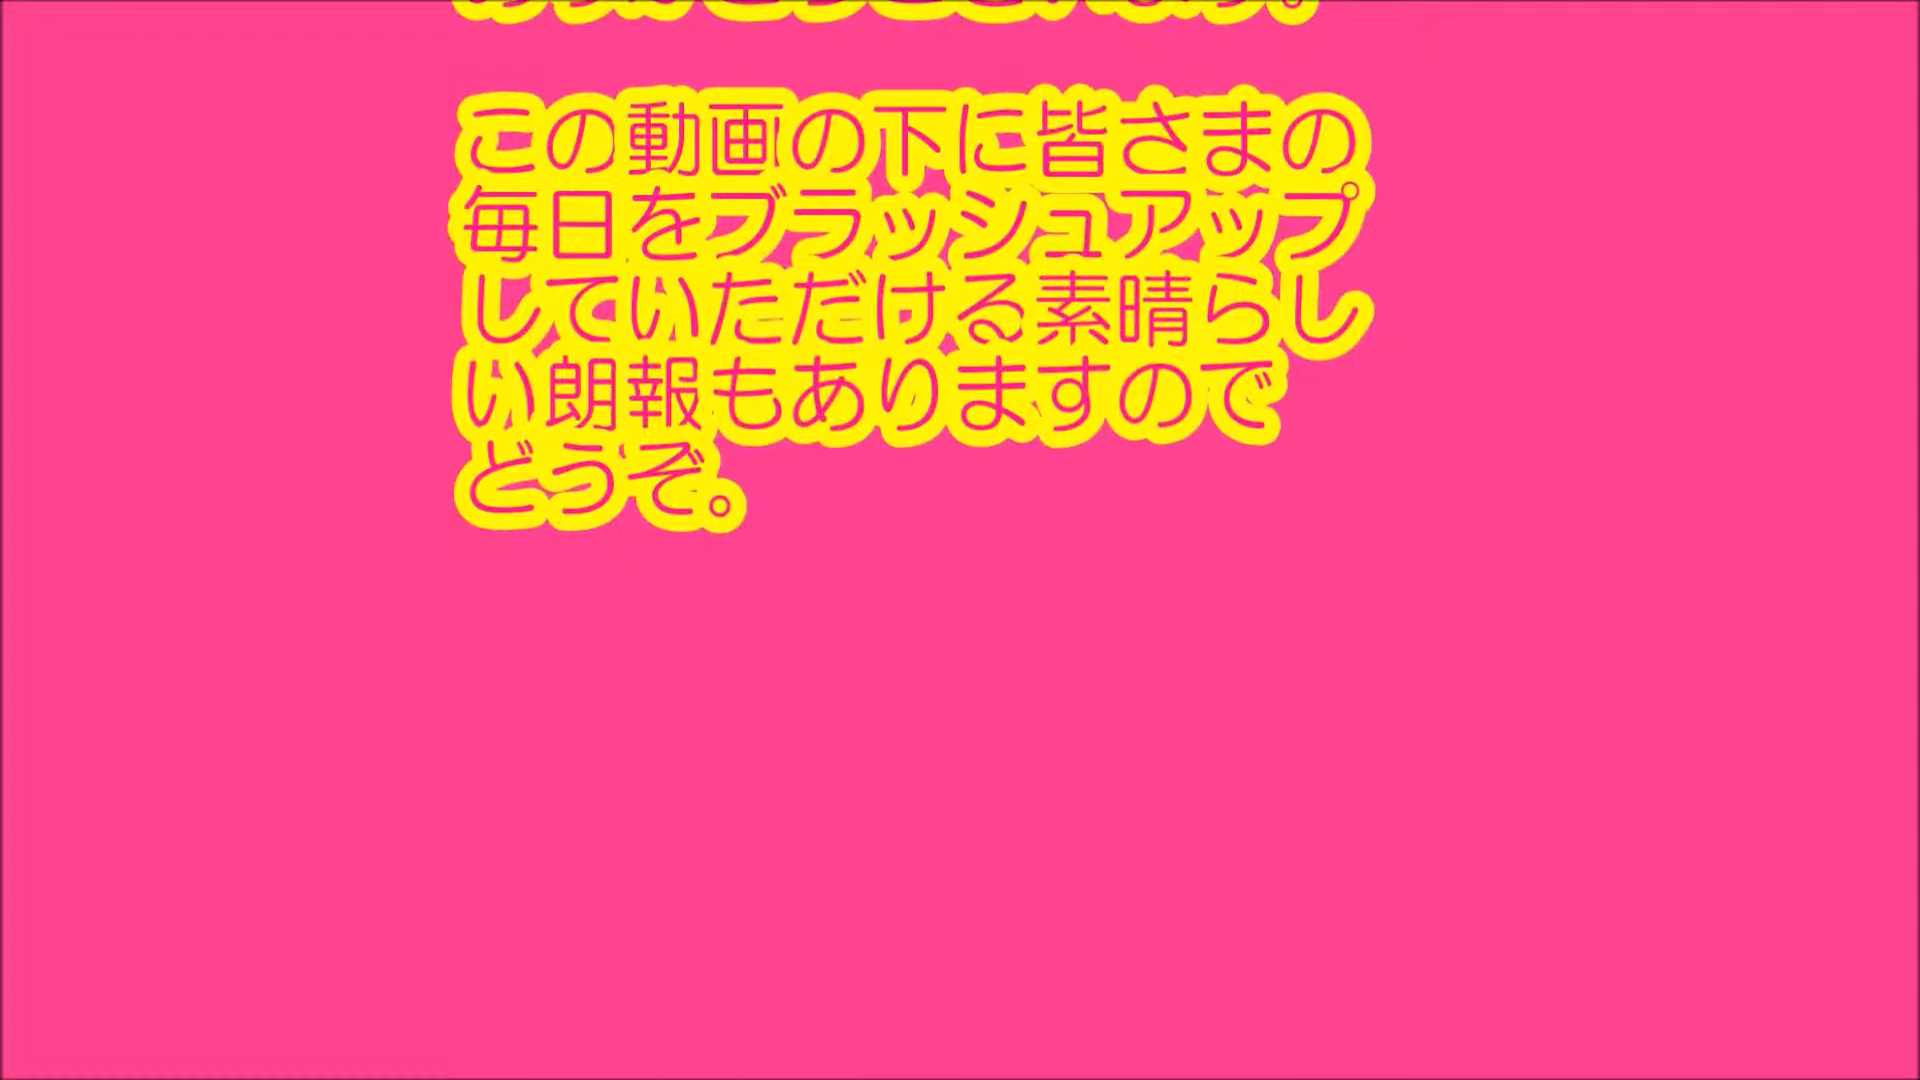 この動画の下に皆さまの
毎日をブラッシュアップ
していただける素晴らし
い朗報もありますので
どうぞ。